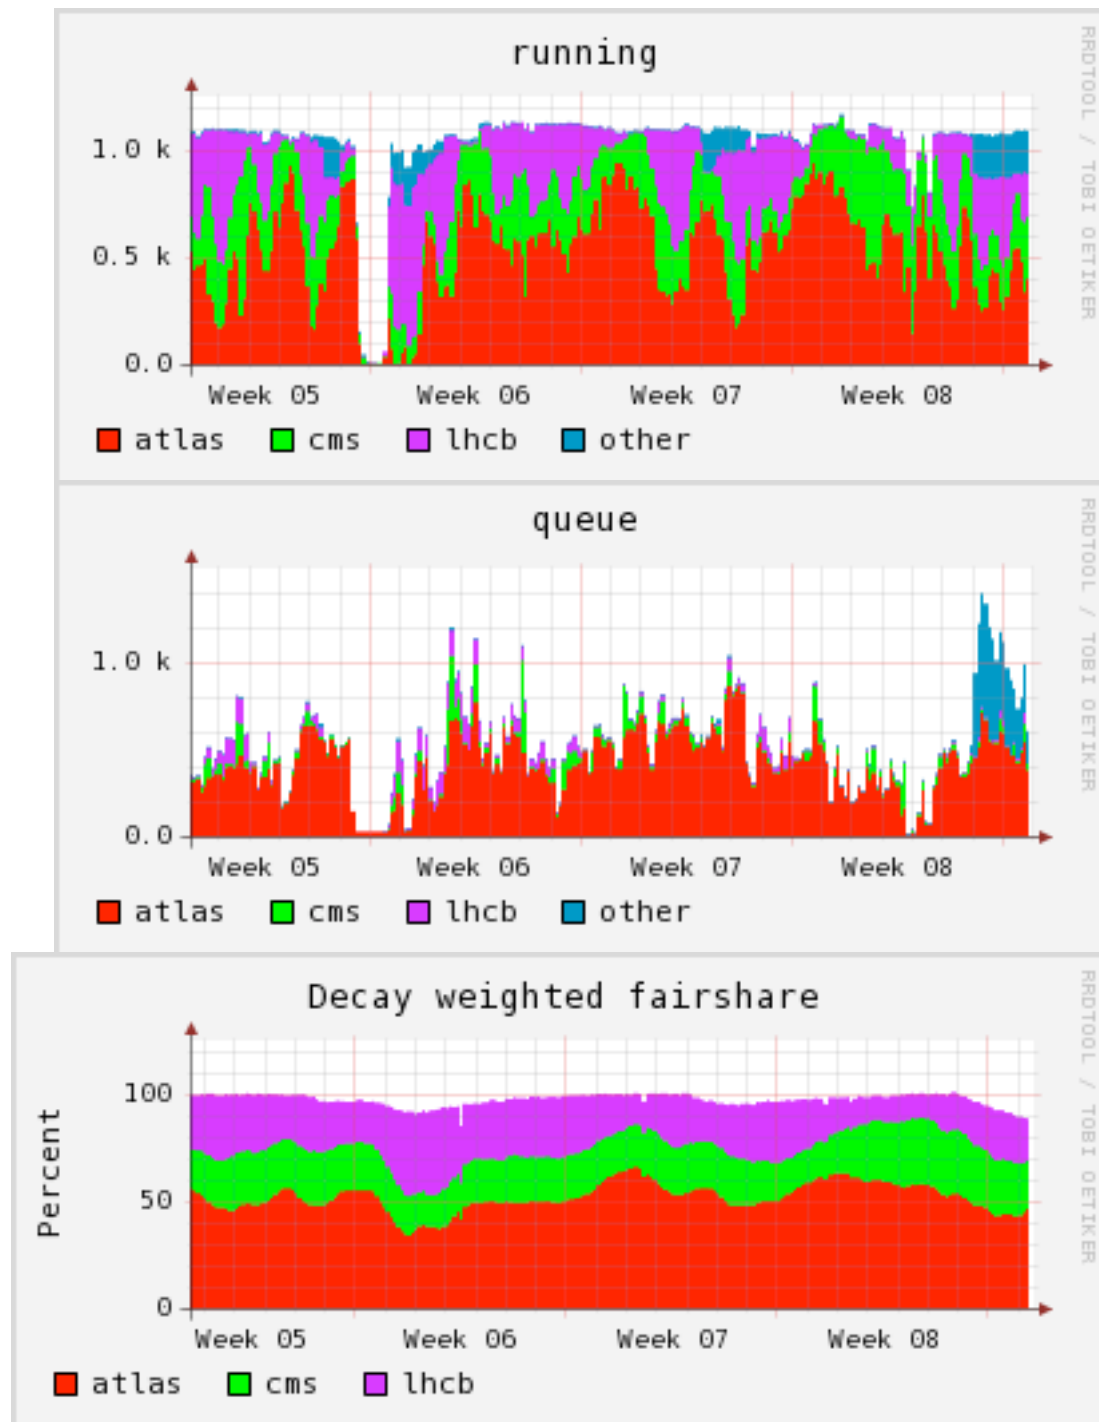 running
1.0 k
0.5 k
0.0
Week 05 Week 06 Week 07 Week 08
atlas cms lhcb other
RRDTOOL / TOBI OETIKER
queue
1.0 k
0.0
Week 05 Week 06 Week 07 Week 08
atlas cms lhcb other
RRDTOOL / TOBI OETIKER
Decay weighted fairshare
Percent
100
50
0
Week 05 Week 06 Week 07 Week 08
atlas cms lhcb
RRDTOOL / TOBI OETIKER